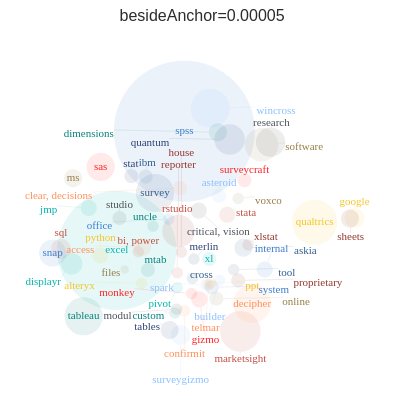 besideAnchor=0.00005
wincross
research
dimensions
spss
quantum
software
house
reporter
statibm
sas
surveycraft
ms
asteroid
clear, decisions
survey
voxco
google
studio
jmp
rstudio
stata
uncle
qualtrics
office
sql
critical, vision
python
bi, power
xlstat
sheets
merlin
internal
snap
access
excel
askia
mtab
xl
files
cross
tool
displayr
alteryx
spark
ppt
system
proprietary
monkey
pivot
decipher
online
tableau
modul
custom
builder
tables
telmar
gizmo
confirmit
marketsight
surveygizmo